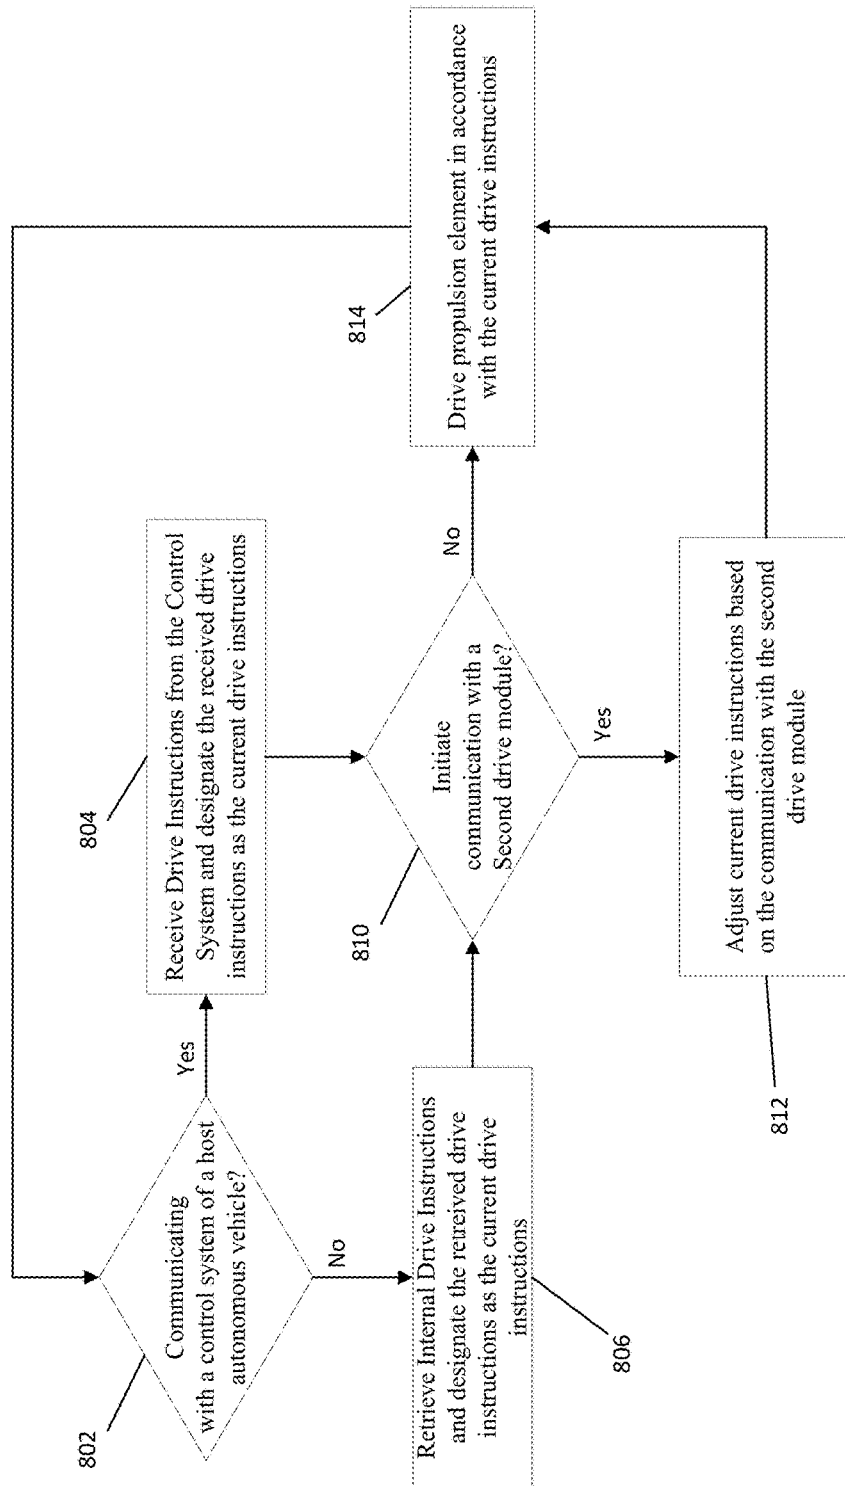 802
Communicating
with a control system of a host
autonomous vehicle?
Yes
No
804
Receive Drive Instructions from the Control
System and designate the received drive
instructions as the current drive instructions
806
Retrieve Internal Drive Instructions
and designate the retreived drive
instructions as the current drive
instructions
810
Initiate
communication with a
Second drive module?
No
Yes
812
Adjust current drive instructions based
on the communication with the second
drive module
814
Drive propulsion element in accordance
with the current drive instructions